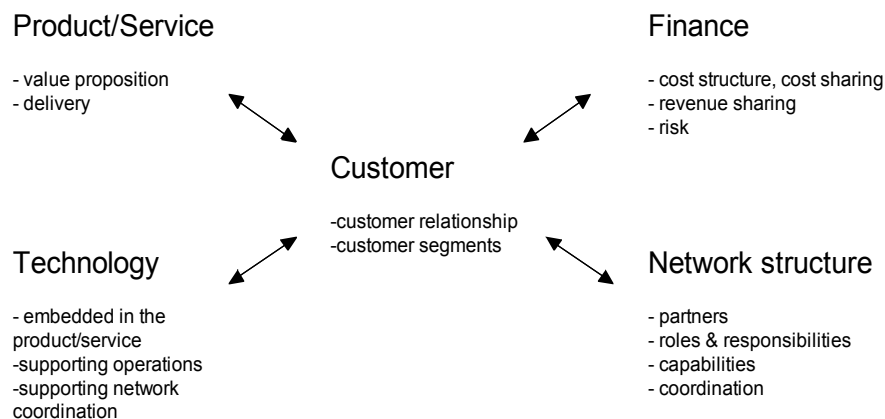 Product/Service
- value proposition
- delivery
Finance
- cost structure, cost sharing
- revenue sharing
- risk
Customer
-customer relationship
-customer segments
Technology
- embedded in the
product/service
-supporting operations
-supporting network
coordination
Network structure
- partners
- roles & responsibilities
- capabilities
- coordination